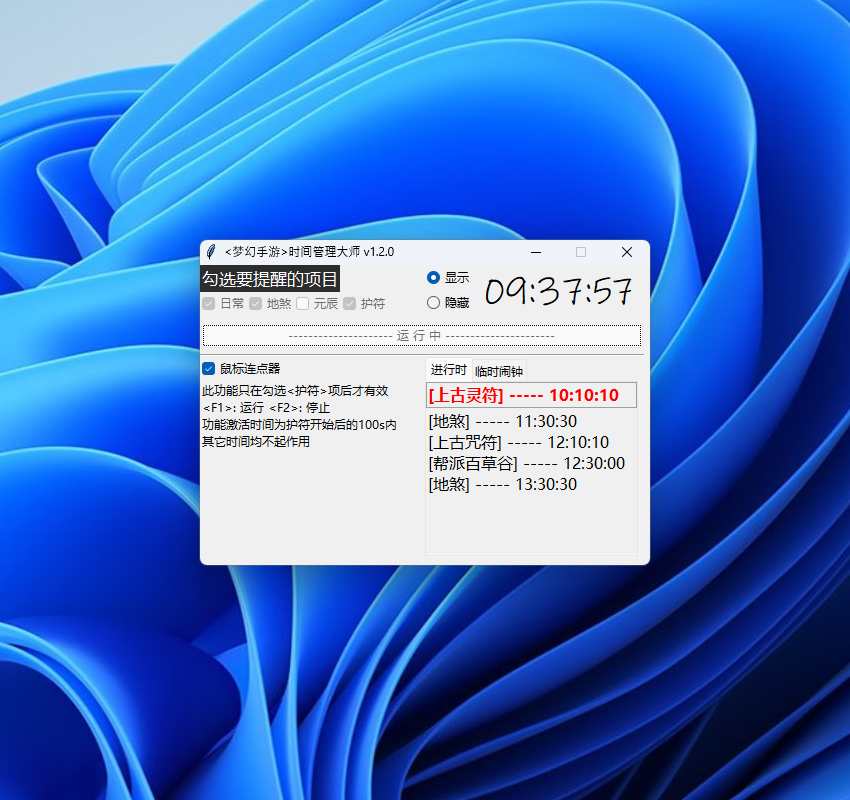 <梦幻手游>时间管理大师 v1.2.0
勾选要提醒的项目
显示
日常 地煞 元辰 护符
隐藏
09:37:57
--------------------- 运 行 中 ----------------------
鼠标连点器
此功能只在勾选<护符>项后才有效
<F1>: 运行 <F2>: 停止
功能激活时间为护符开始后的100s内
其它时间均不起作用
进行时 临时闹钟
[上古灵符] ----- 10:10:10
[地煞] ----- 11:30:30
[上古咒符] ----- 12:10:10
[帮派百草谷] ----- 12:30:00
[地煞] ----- 13:30:30